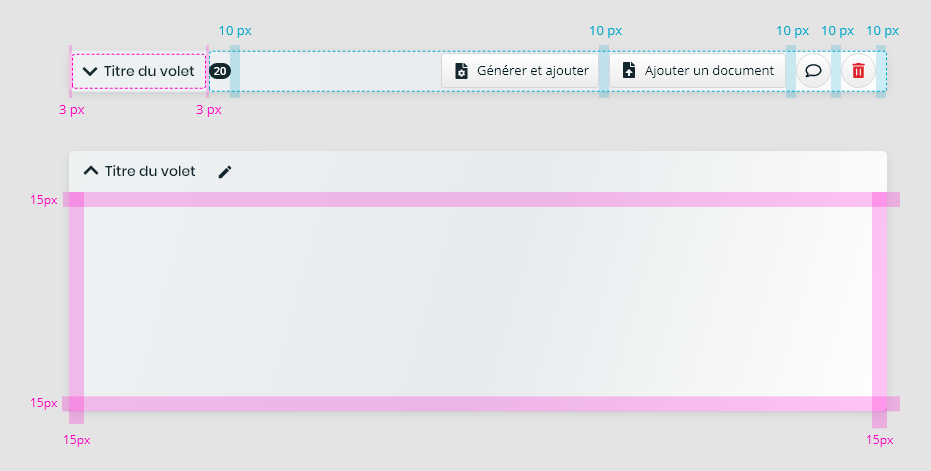 10 px 10 px 10 px 10 px 10 px
Titre du volet 20 Générer et ajouter Ajouter un document
3 px 3 px
Titre du volet
15px
15px
15px 15px